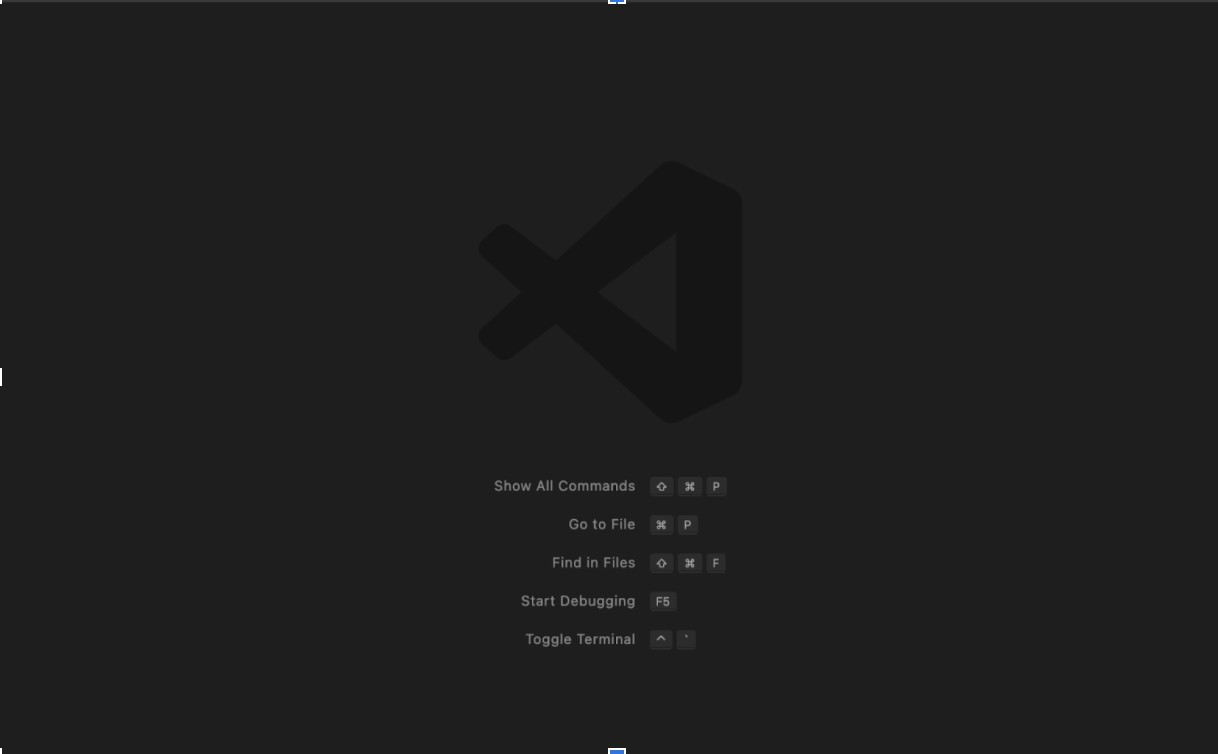 Show All Commands ⇧ ⌘ P
Go to File ⌘ P
Find in Files ⇧ ⌘ F
Start Debugging F5
Toggle Terminal ^ `